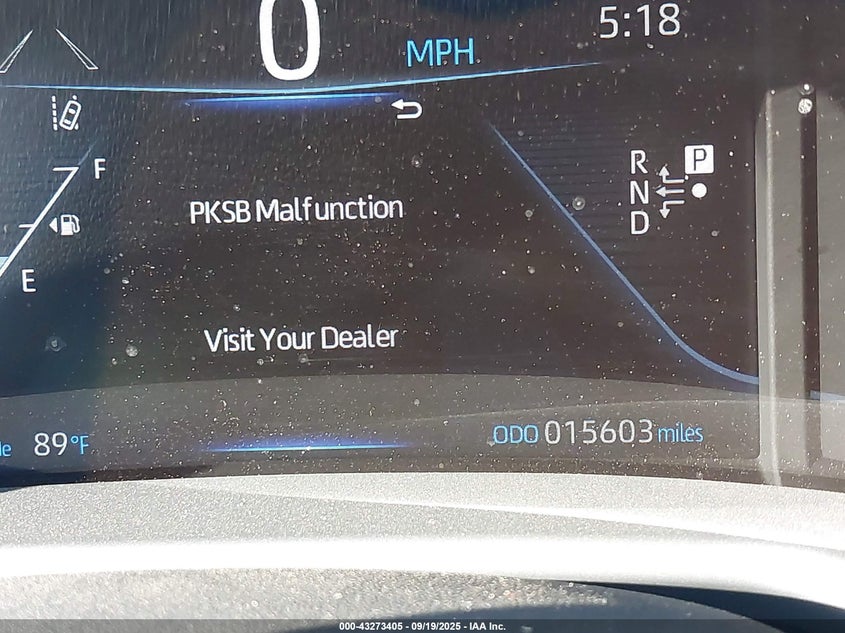 0 MPH
5:18
F
E
PKSB Malfunction
Visit Your Dealer
R P
N
D
89°F
ODO 015603 miles
000-43273405 - 09/19/2025 - IAA Inc.